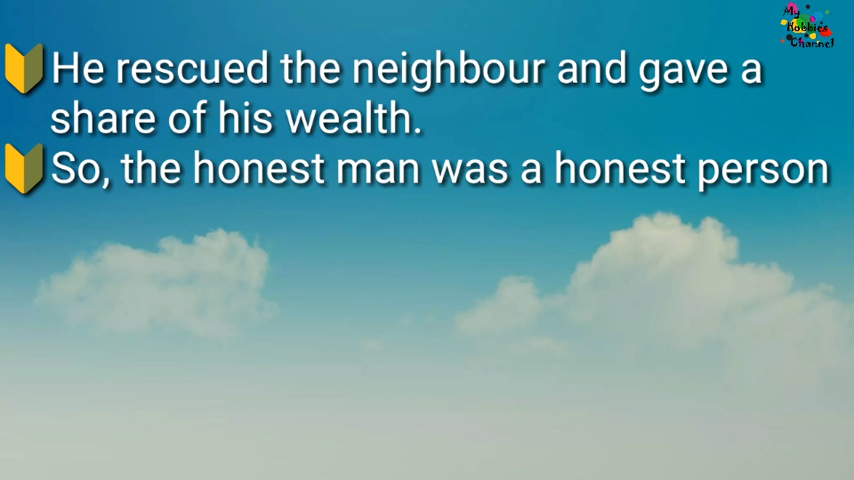 My
Hobbies
Channel
He rescued the neighbour and gave a
share of his wealth.
So, the honest man was a honest person